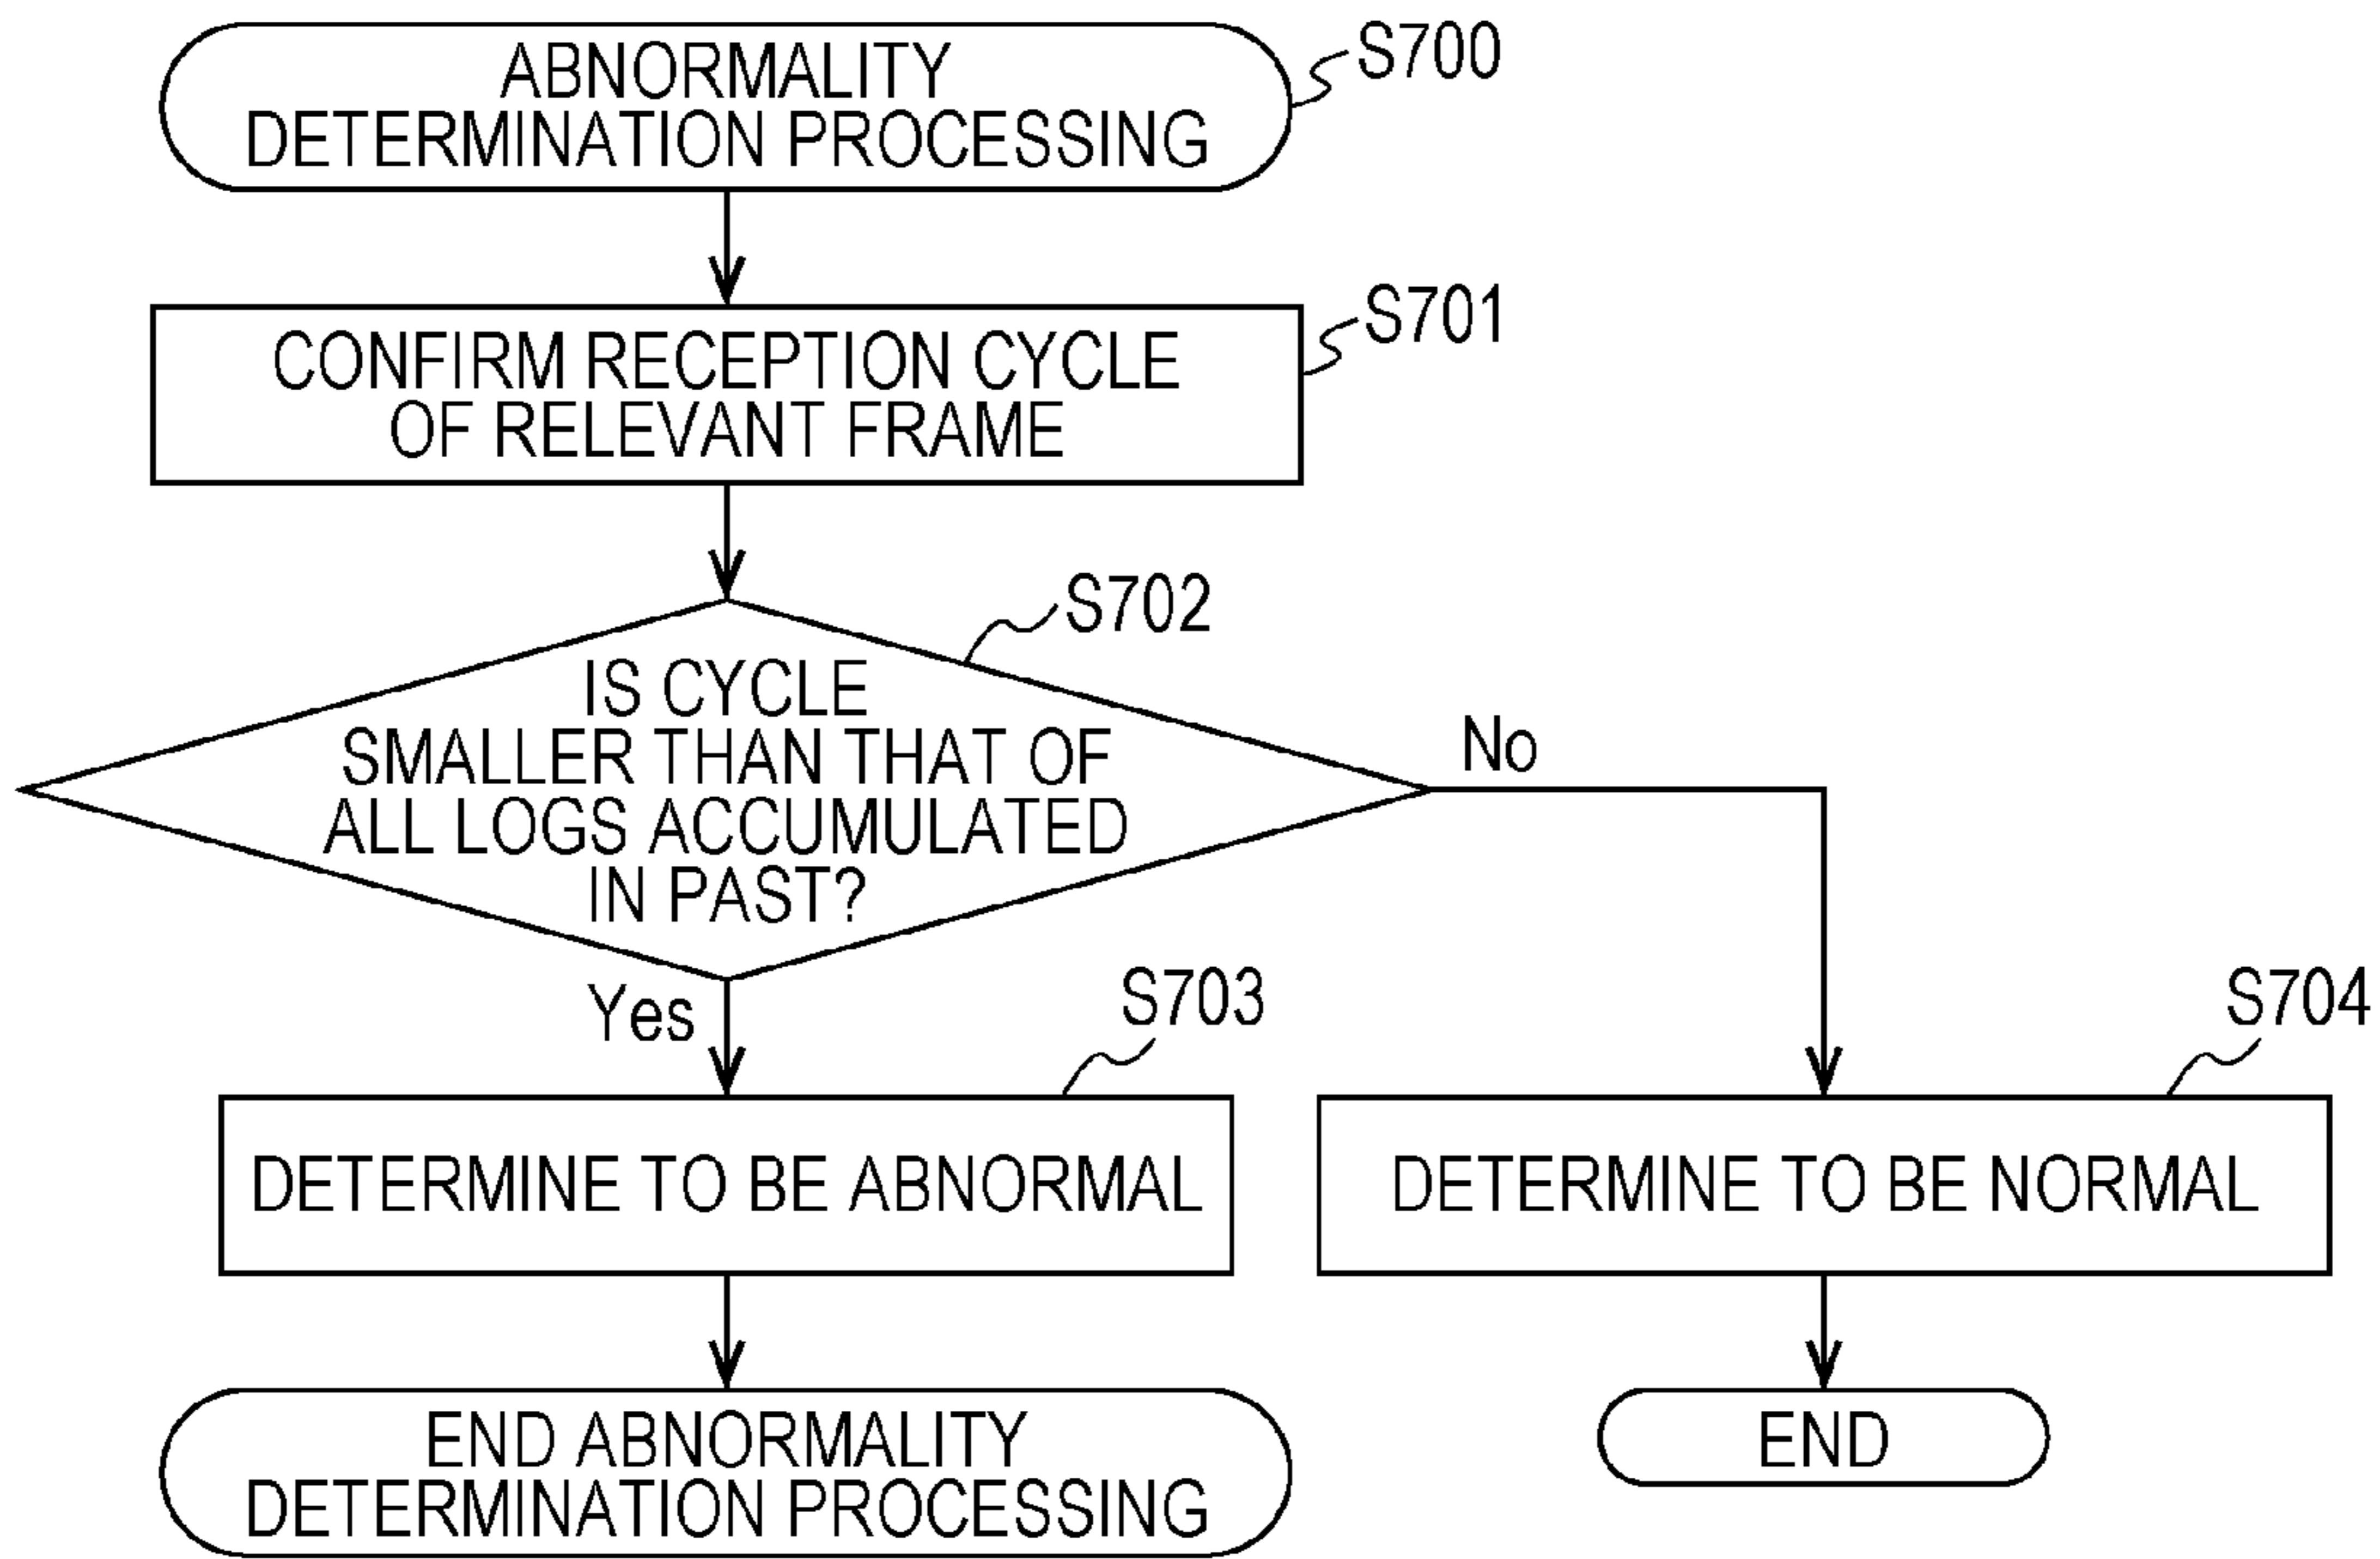 ABNORMALITY
DETERMINATION PROCESSING
S700
CONFIRM RECEPTION CYCLE
OF RELEVANT FRAME
S701
S702
IS CYCLE
SMALLER THAN THAT OF
ALL LOGS ACCUMULATED
IN PAST?
No
Yes
S703
DETERMINE TO BE ABNORMAL
S704
DETERMINE TO BE NORMAL
END ABNORMALITY
DETERMINATION PROCESSING
END